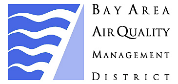 BAY AREA
AIR QUALITY
MANAGEMENT
DISTRICT